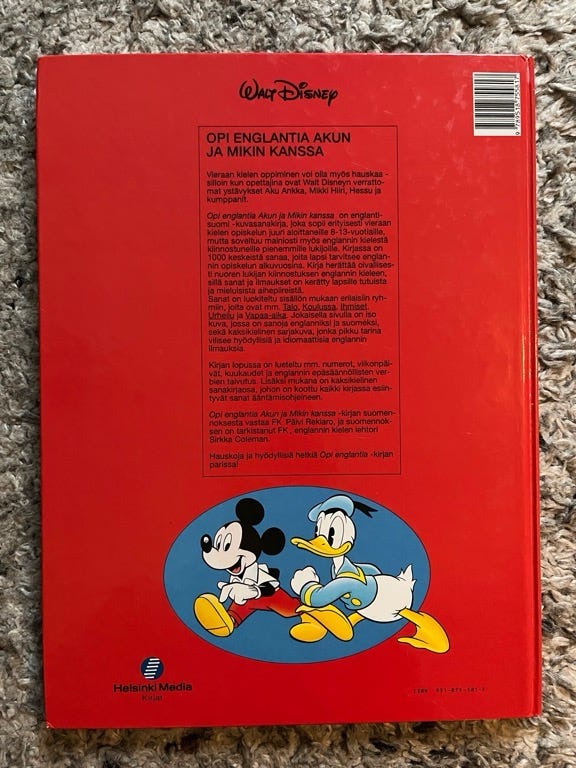 WALT DISNEY
OPI ENGLANTIA AKUN
JA MIKIN KANSSA
Vieraan kielen oppiminen voi olla myös hauskaa -
silloin kun opettajina ovat Walt Disneyn verratto-
mat ystävykset Aku Ankka, Mikki Hiiri, Hessu ja
kumppanit.
Opi englantia Akun ja Mikin kanssa on englanti-
suomi -kuvasanakirja, joka sopii erityisesti vieraan
kielen opiskelun juuri aloittaneille 8-13-vuotiaille,
mutta soveltuu mainiosti myös englannin kielestä
kiinnostuneille pienemmille lukijoille. Kirjassa on
1000 keskeistä sanaa, joita lapsi tarvitsee englan-
nin opiskelun alkuvuosina. Kirja herättää oivallises-
ti nuoren lukijan kiinnostuksen englannin kieleen,
sillä sanat ja ilmaukset on kerätty lapsille tutuista
ja mieluisista aihepiireistä.
Sanat on luokiteltu sisällön mukaan erilaisiin ryh-
miin, joita ovat mm. Talo, Koulussa, Ihmiset,
Urheilu ja Vapaa-aika. Jokaisella sivulla on iso
kuva, jossa on sanoja englanniksi ja suomeksi,
sekä kaksikielinen sarjakuva, jonka pikku tarina
vilisee hyödyllisiä ja idiomaattisia englannin
ilmauksia.
Kirjan lopussa on lueteltu mm. numerot, viikonpäi-
vät, kuukaudet ja englannin epäsäännöllisten ver-
bien taivutus. Lisäksi mukana on kaksikielinen
sanakirjaosa, johon on koottu kaikki kirjassa esiin-
tyvät sanat ääntämisohjeineen.
Opi englantia Akun ja Mikin kanssa -kirjan suomen-
noksesta vastaa FK Päivi Rekiaro, ja suomennok-
sen on tarkistanut FK, englannin kielen lehtori
Sirkka Coleman.
Hauskoja ja hyödyllisiä hetkiä Opi englantia -kirjan
parissa!
Helsinki Media
Kirjat
ISBN